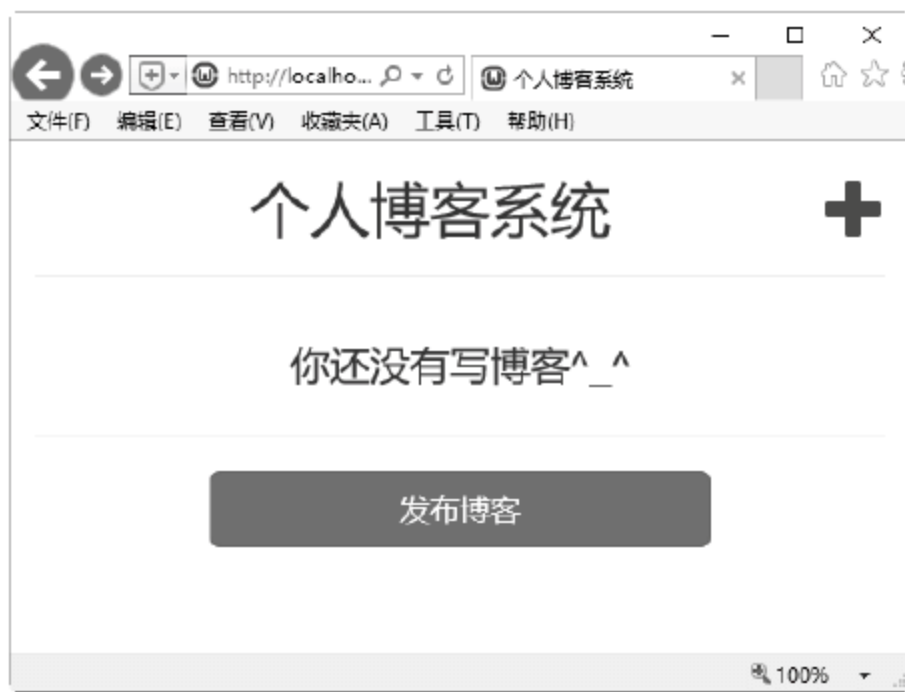 http://localho... 个人博客系统
文件(F) 编辑(E) 查看(V) 收藏夹(A) 工具(T) 帮助(H)
个人博客系统
你还没有写博客^_^
发布博客
100%